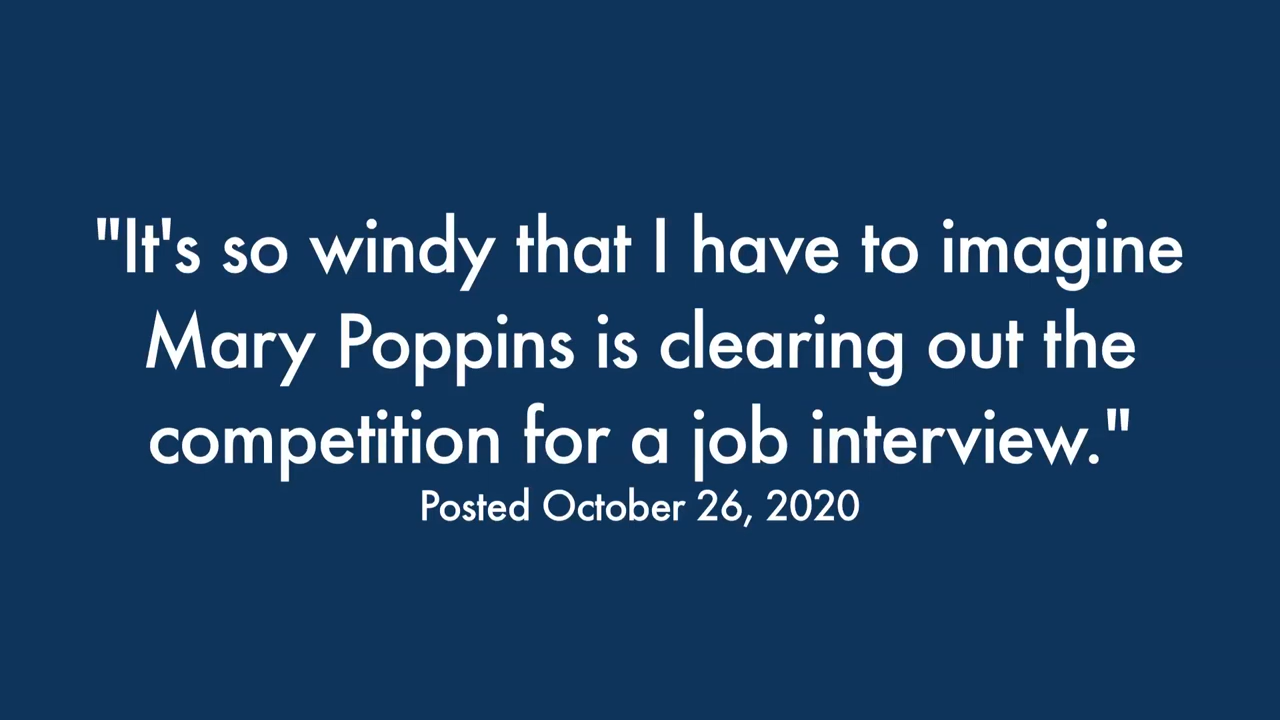 "It's so windy that I have to imagine
Mary Poppins is clearing out the
competition for a job interview."
Posted October 26, 2020